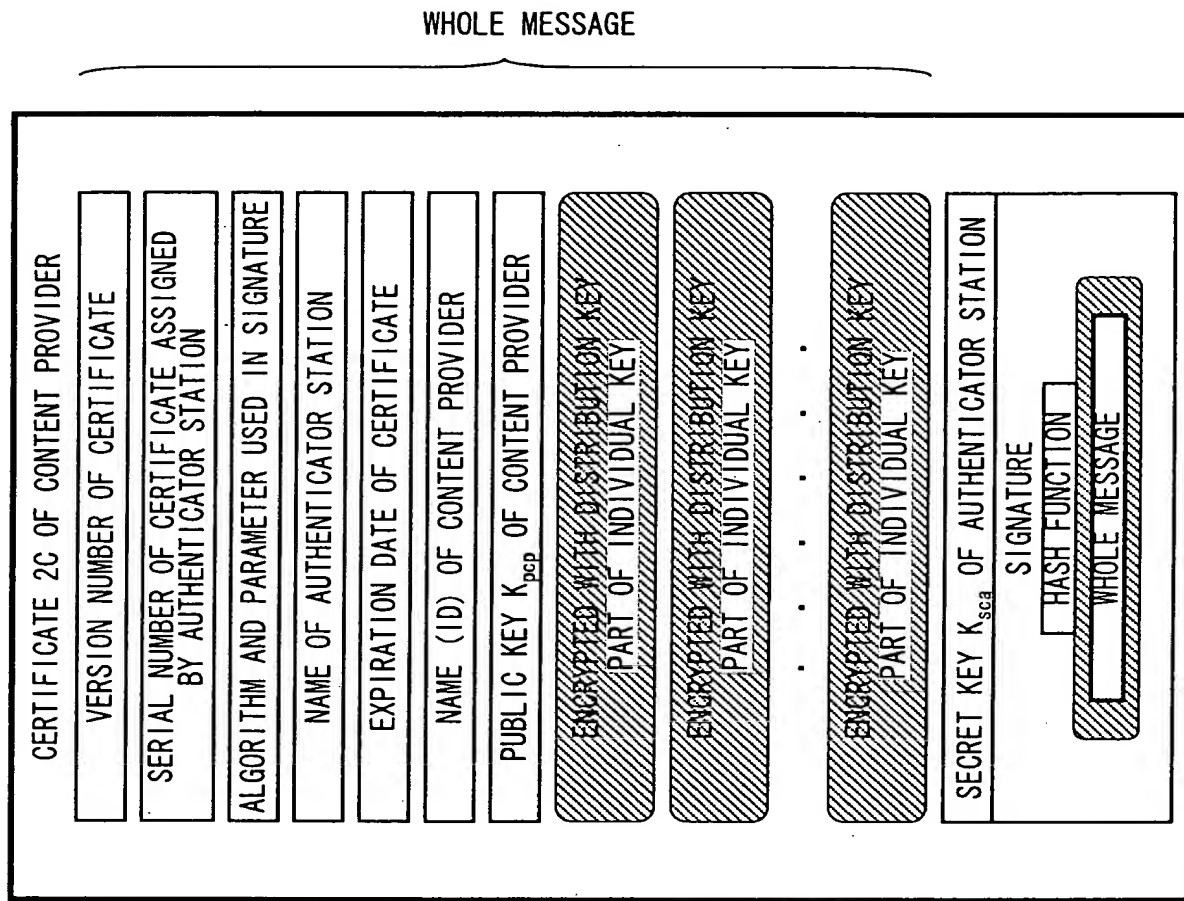 WHOLE MESSAGE
CERTIFICATE 2C OF CONTENT PROVIDER
VERSION NUMBER OF CERTIFICATE
SERIAL NUMBER OF CERTIFICATE ASSIGNED
BY AUTHENTICATOR STATION
ALGORITHM AND PARAMETER USED IN SIGNATURE
NAME OF AUTHENTICATOR STATION
EXPIRATION DATE OF CERTIFICATE
NAME (ID) OF CONTENT PROVIDER
PUBLIC KEY Kpcp OF CONTENT PROVIDER
ENCRYPTED WITH DISTRIBUTION KEY
PART OF INDIVIDUAL KEY
ENCRYPTED WITH DISTRIBUTION KEY
PART OF INDIVIDUAL KEY
ENCRYPTED WITH DISTRIBUTION KEY
PART OF INDIVIDUAL KEY
SECRET KEY Ksca OF AUTHENTICATOR STATION
SIGNATURE
HASH FUNCTION
WHOLE MESSAGE